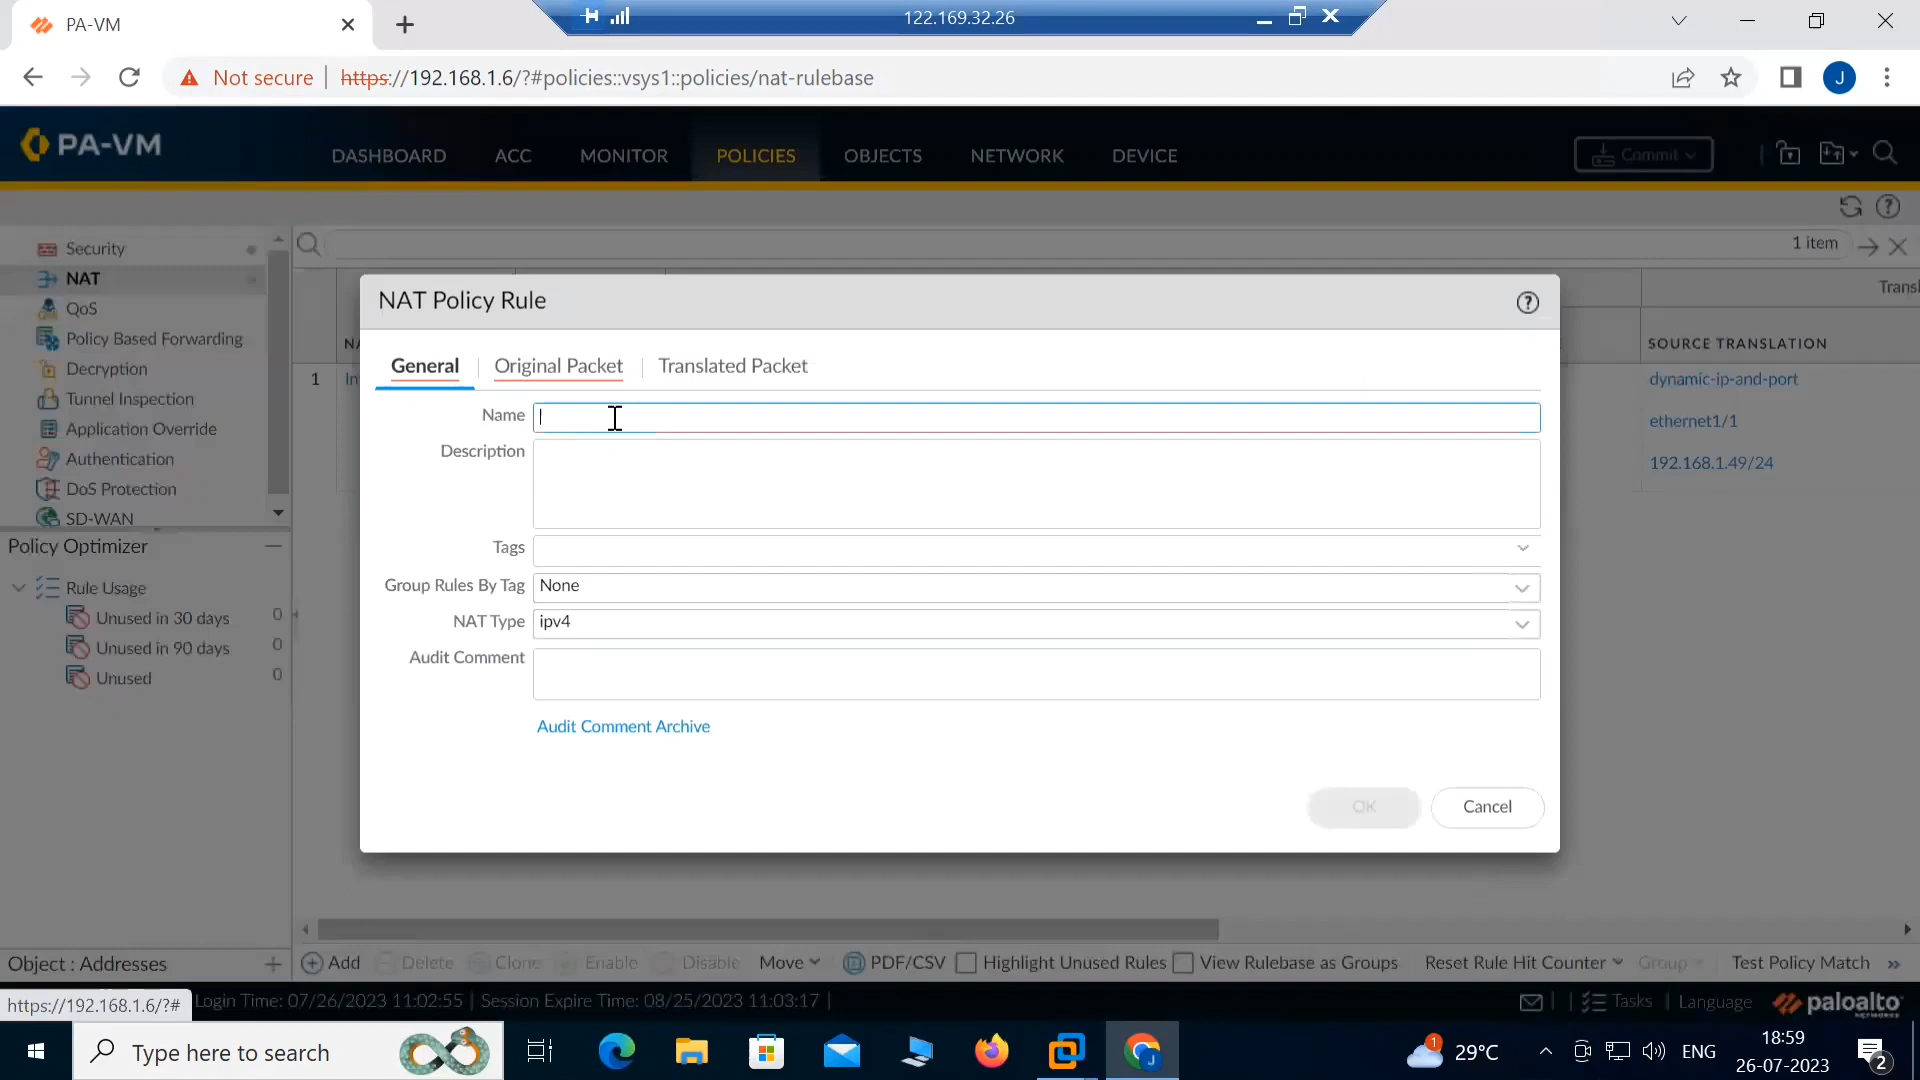 PA-VM
122.169.32.26
Not secure
https://192.168.1.6/?#policies::vsys1::policies/nat-rulebase
J
PA-VM
DASHBOARD
ACC
MONITOR
POLICIES
OBJECTS
NETWORK
DEVICE
Commit
Security
NAT
QoS
Policy Based Forwarding
Decryption
Tunnel Inspection
Application Override
Authentication
DoS Protection
SD-WAN
1 item
Transl
NA
SOURCE TRANSLATION
1
In
dynamic-ip-and-port
ethernet1/1
192.168.1.49/24
NAT Policy Rule
General
Original Packet
Translated Packet
Name
Description
Tags
Group Rules By Tag
None
NAT Type
ipv4
Audit Comment
Audit Comment Archive
OK
Cancel
Policy Optimizer
Rule Usage
Unused in 30 days
0
Unused in 90 days
0
Unused
0
Object : Addresses
Add
Delete
Clone
Enable
Disable
Move
PDF/CSV
Highlight Unused Rules
View Rulebase as Groups
Reset Rule Hit Counter
Group
Test Policy Match
https://192.168.1.6/?#
Login Time: 07/26/2023 11:02:55 | Session Expire Time: 08/25/2023 11:03:17 |
Tasks
Language
paloalto
NETWORKS
Type here to search
J
1
29°C
ENG
18:59
26-07-2023
2